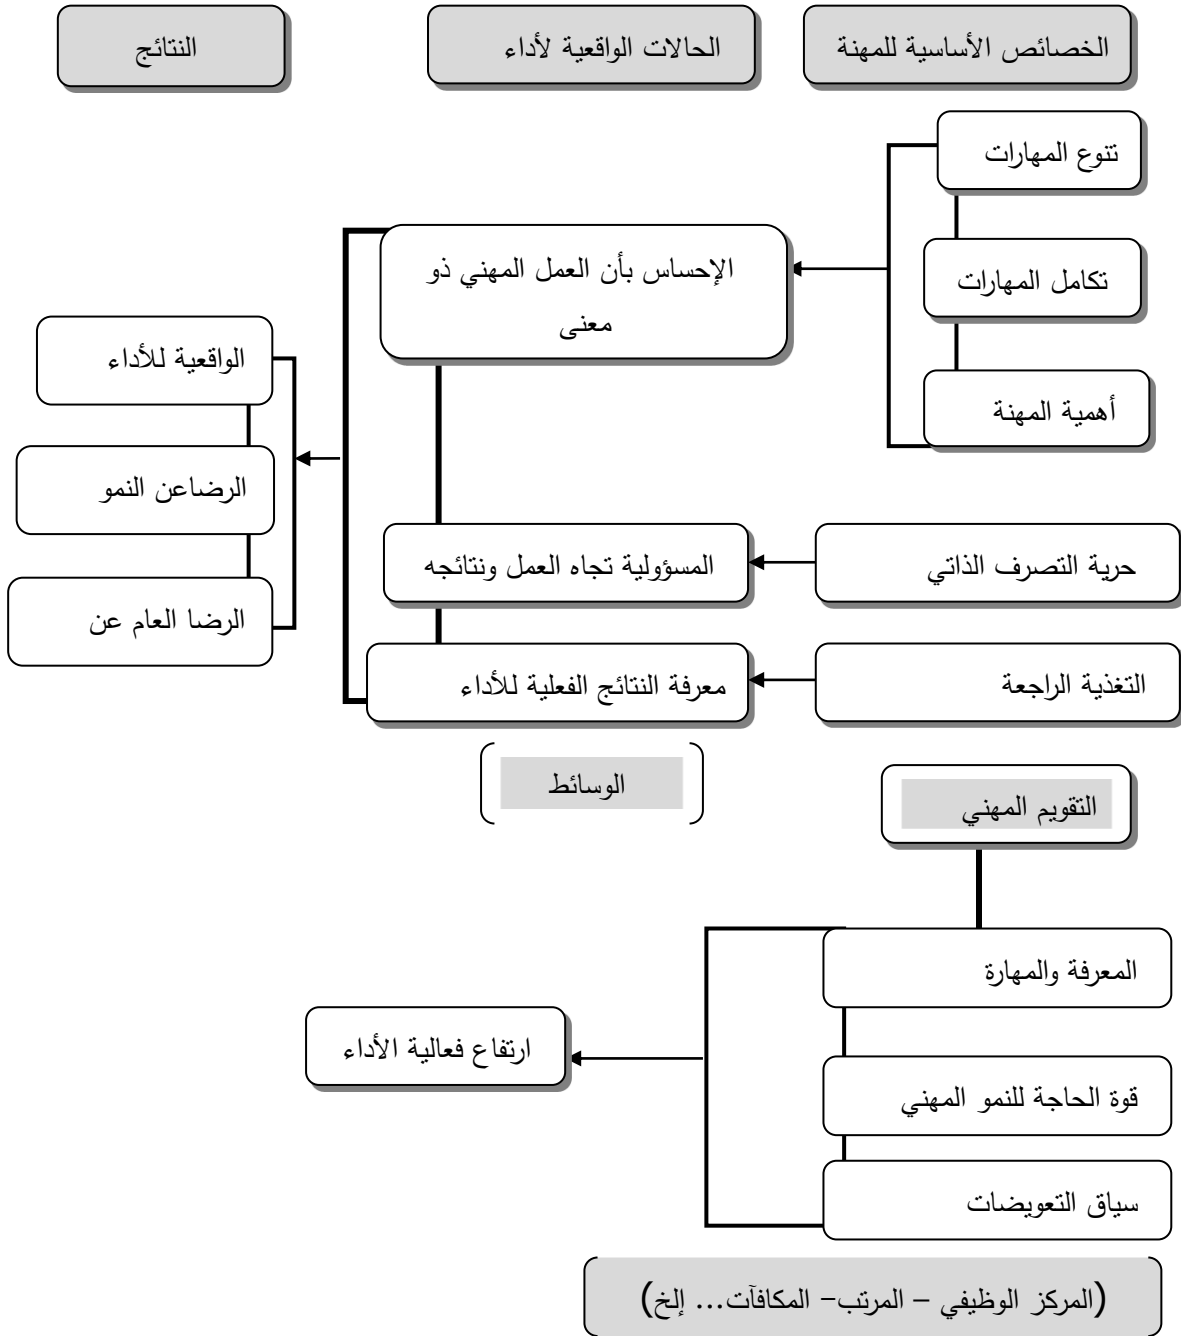 الخصائص الأساسية للمهنة
الحالات الواقعية لأداء
النتائج
تنوع المهارات
تكامل المهارات
أهمية المهنة
الإحساس بأن العمل المهني ذو
معنى
الواقعية للأداء
الرضاعن النمو
الرضا العام عن
حرية التصرف الذاتي
المسؤولية تجاه العمل ونتائجه
التغذية الراجعة
معرفة النتائج الفعلية للأداء
الوسائط
التقويم المهني
المعرفة والمهارة
ارتفاع فعالية الأداء
قوة الحاجة للنمو المهني
سياق التعويضات
(المركز الوظيفي – المرتب– المكافآت... إلخ)